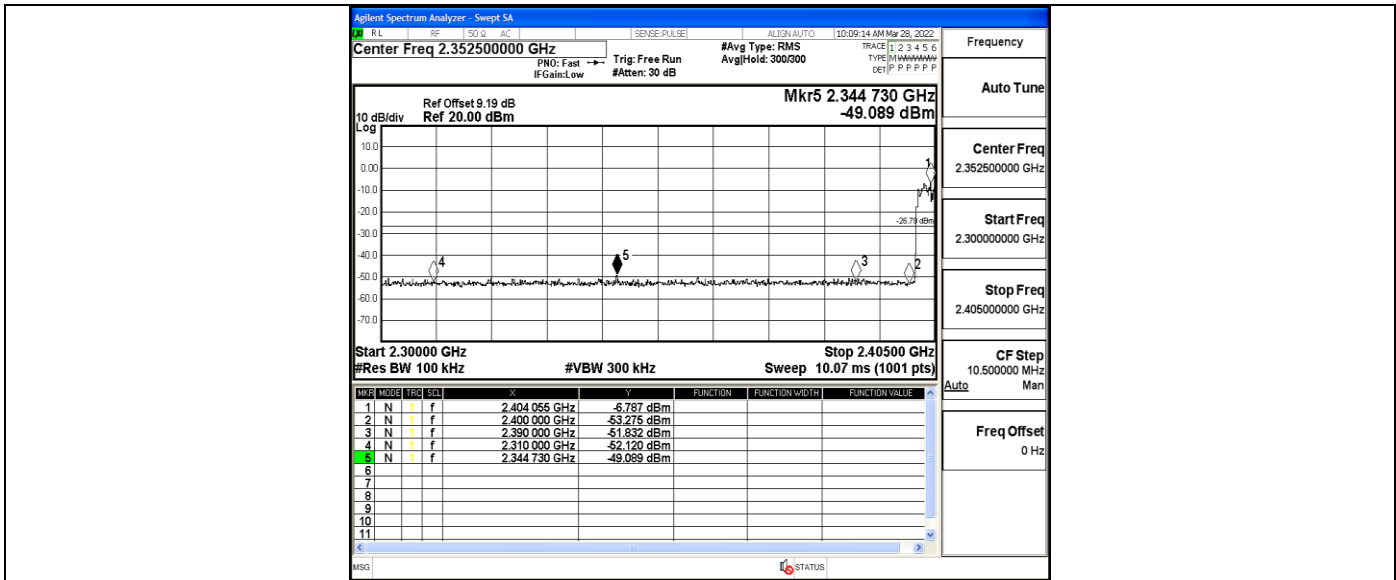 Agilent Spectrum Analyzer - Swept SA
RL RF 50 Ω AC SENSE:PULSE ALIGN AUTO 10:09:14 AM Mar 28, 2022
Center Freq 2.352500000 GHz
PNO: Fast
IFGain:Low
Trig: Free Run
#Atten: 30 dB
#Avg Type: RMS
Avg|Hold: 300/300
TRACE 1 2 3 4 5 6
TYPE M
DET P P P P P P
Mkr5 2.344 730 GHz
-49.089 dBm
Ref Offset 9.19 dB
Ref 20.00 dBm
10 dB/div
Log
10.0
0.00
-10.0
-20.0
-30.0
-40.0
-50.0
-60.0
-70.0
1
-26.79 dBm
4
5
3
2
Start 2.30000 GHz Stop 2.40500 GHz
#Res BW 100 kHz #VBW 300 kHz Sweep 10.07 ms (1001 pts)
MKR MODE TRC SCL X Y FUNCTION FUNCTION WIDTH FUNCTION VALUE
1 N 1 f 2.404 055 GHz -6.787 dBm
2 N 1 f 2.400 000 GHz -53.275 dBm
3 N 1 f 2.390 000 GHz -51.832 dBm
4 N 1 f 2.310 000 GHz -52.120 dBm
5 N 1 f 2.344 730 GHz -49.089 dBm
6
7
8
9
10
11
MSG STATUS
Frequency
Auto Tune
Center Freq
2.352500000 GHz
Start Freq
2.300000000 GHz
Stop Freq
2.405000000 GHz
CF Step
10.500000 MHz
Auto Man
Freq Offset
0 Hz